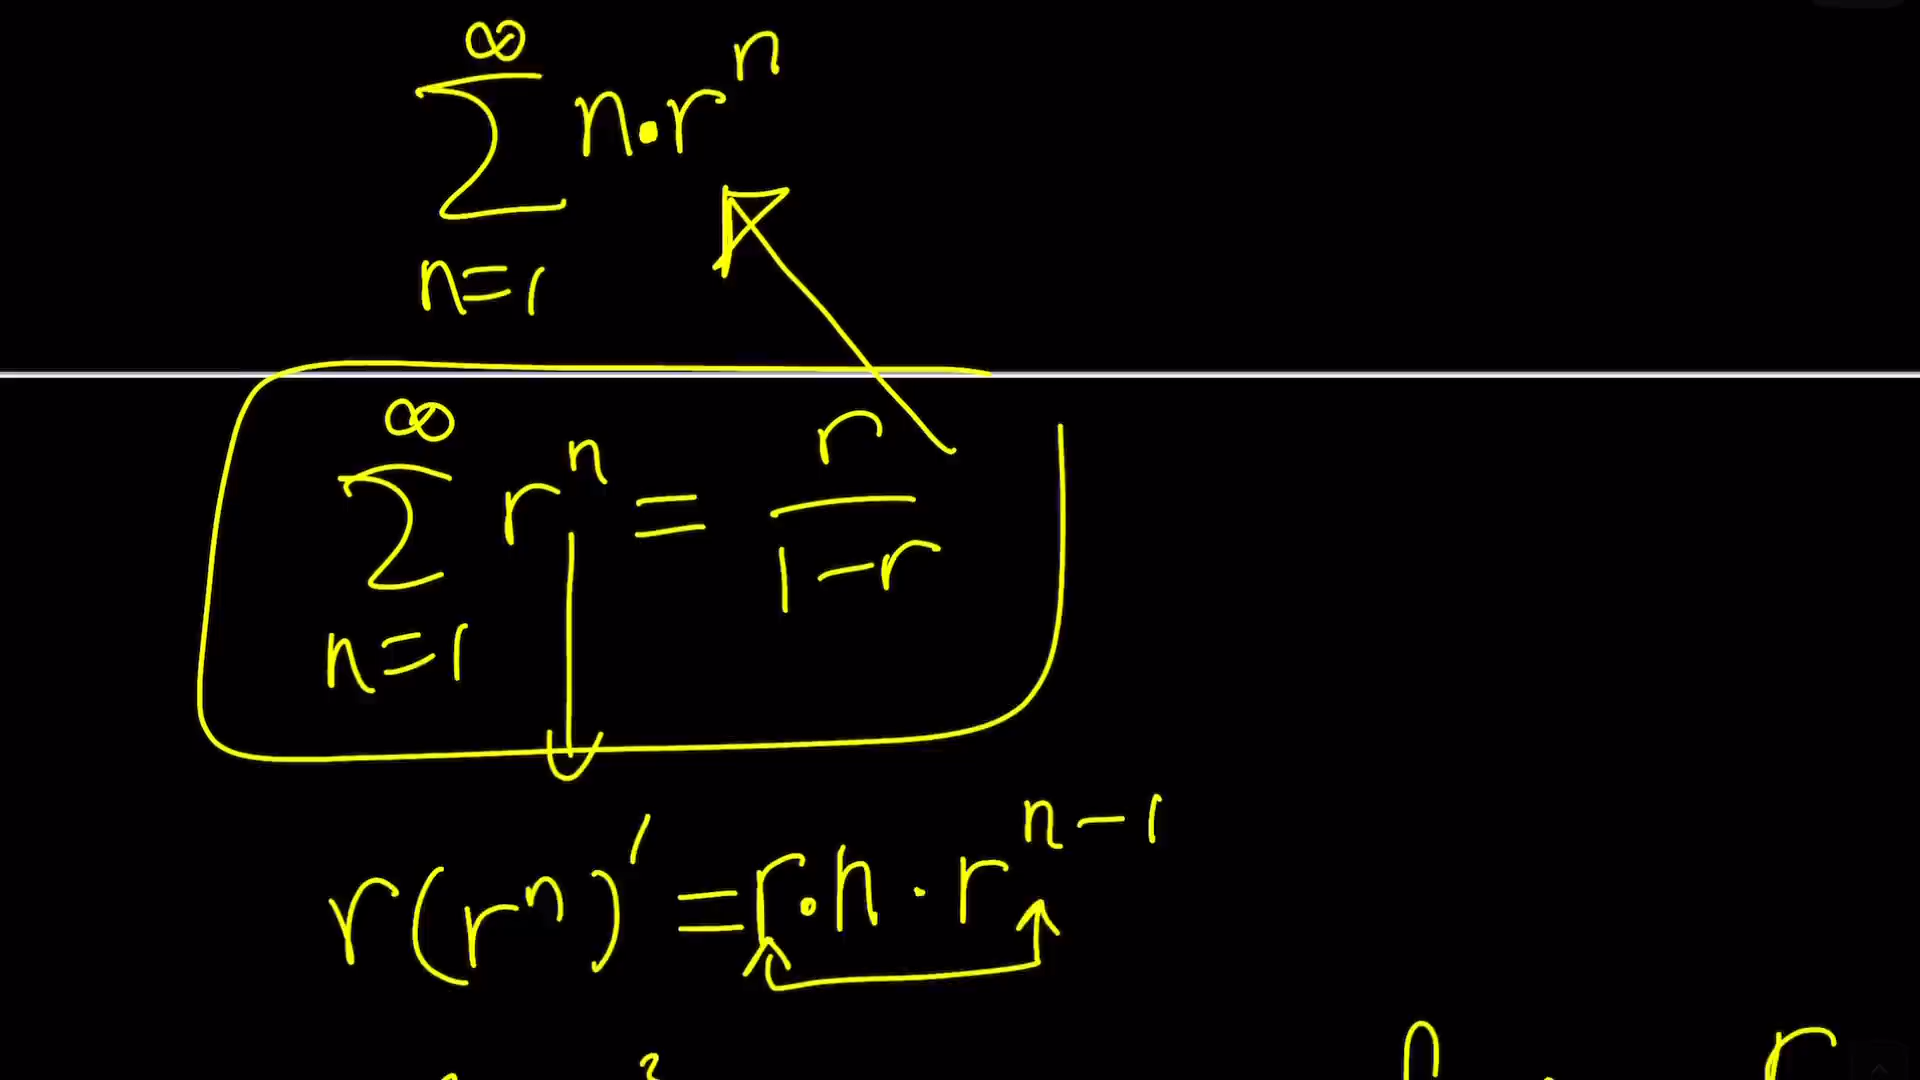 ∞
∑ n·r^n
n=1
∞
∑ r^n = r/(1-r)
n=1
r(r^n)' = r·n·r^(n-1)